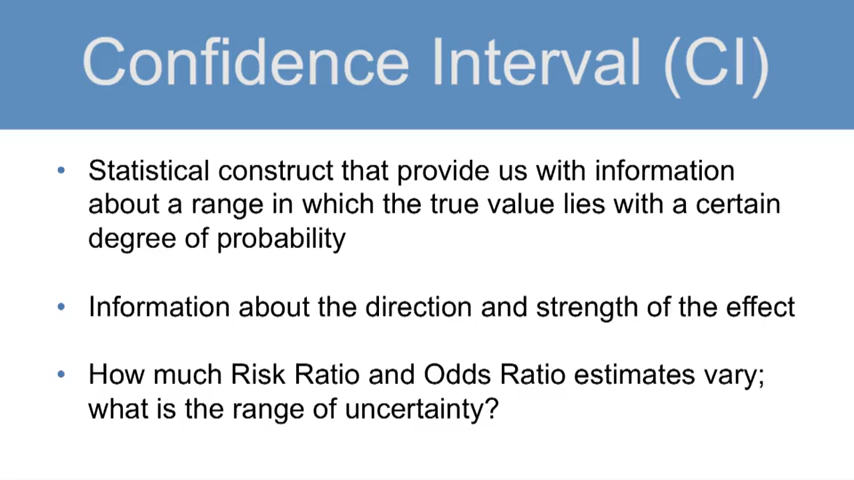 Confidence Interval (CI)
• Statistical construct that provide us with information
about a range in which the true value lies with a certain
degree of probability
• Information about the direction and strength of the effect
• How much Risk Ratio and Odds Ratio estimates vary;
what is the range of uncertainty?